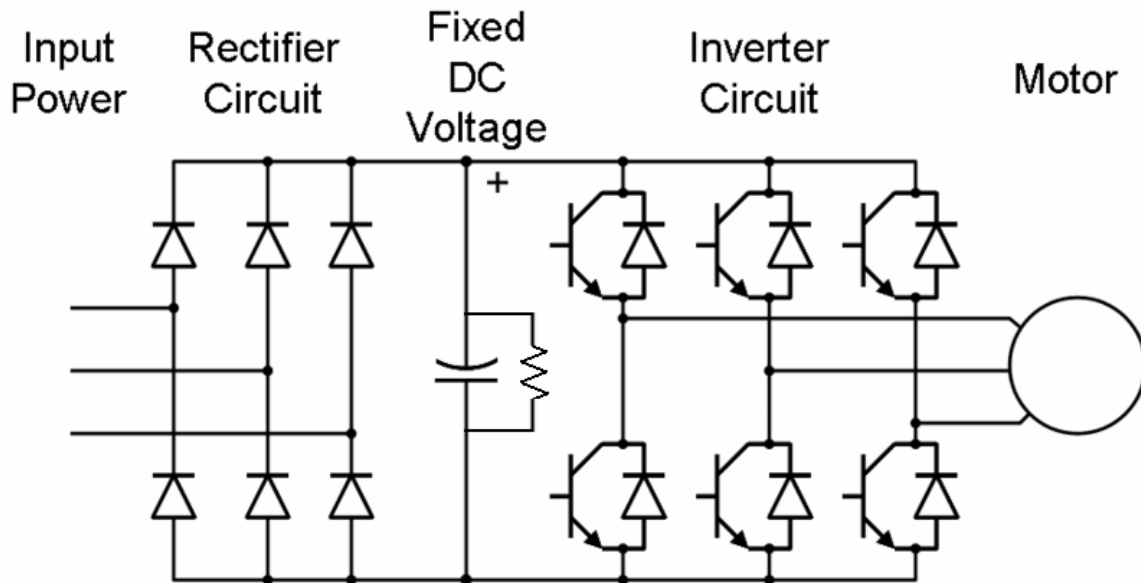 Input
Power
Rectifier
Circuit
Fixed
DC
Voltage
Inverter
Circuit
Motor
+